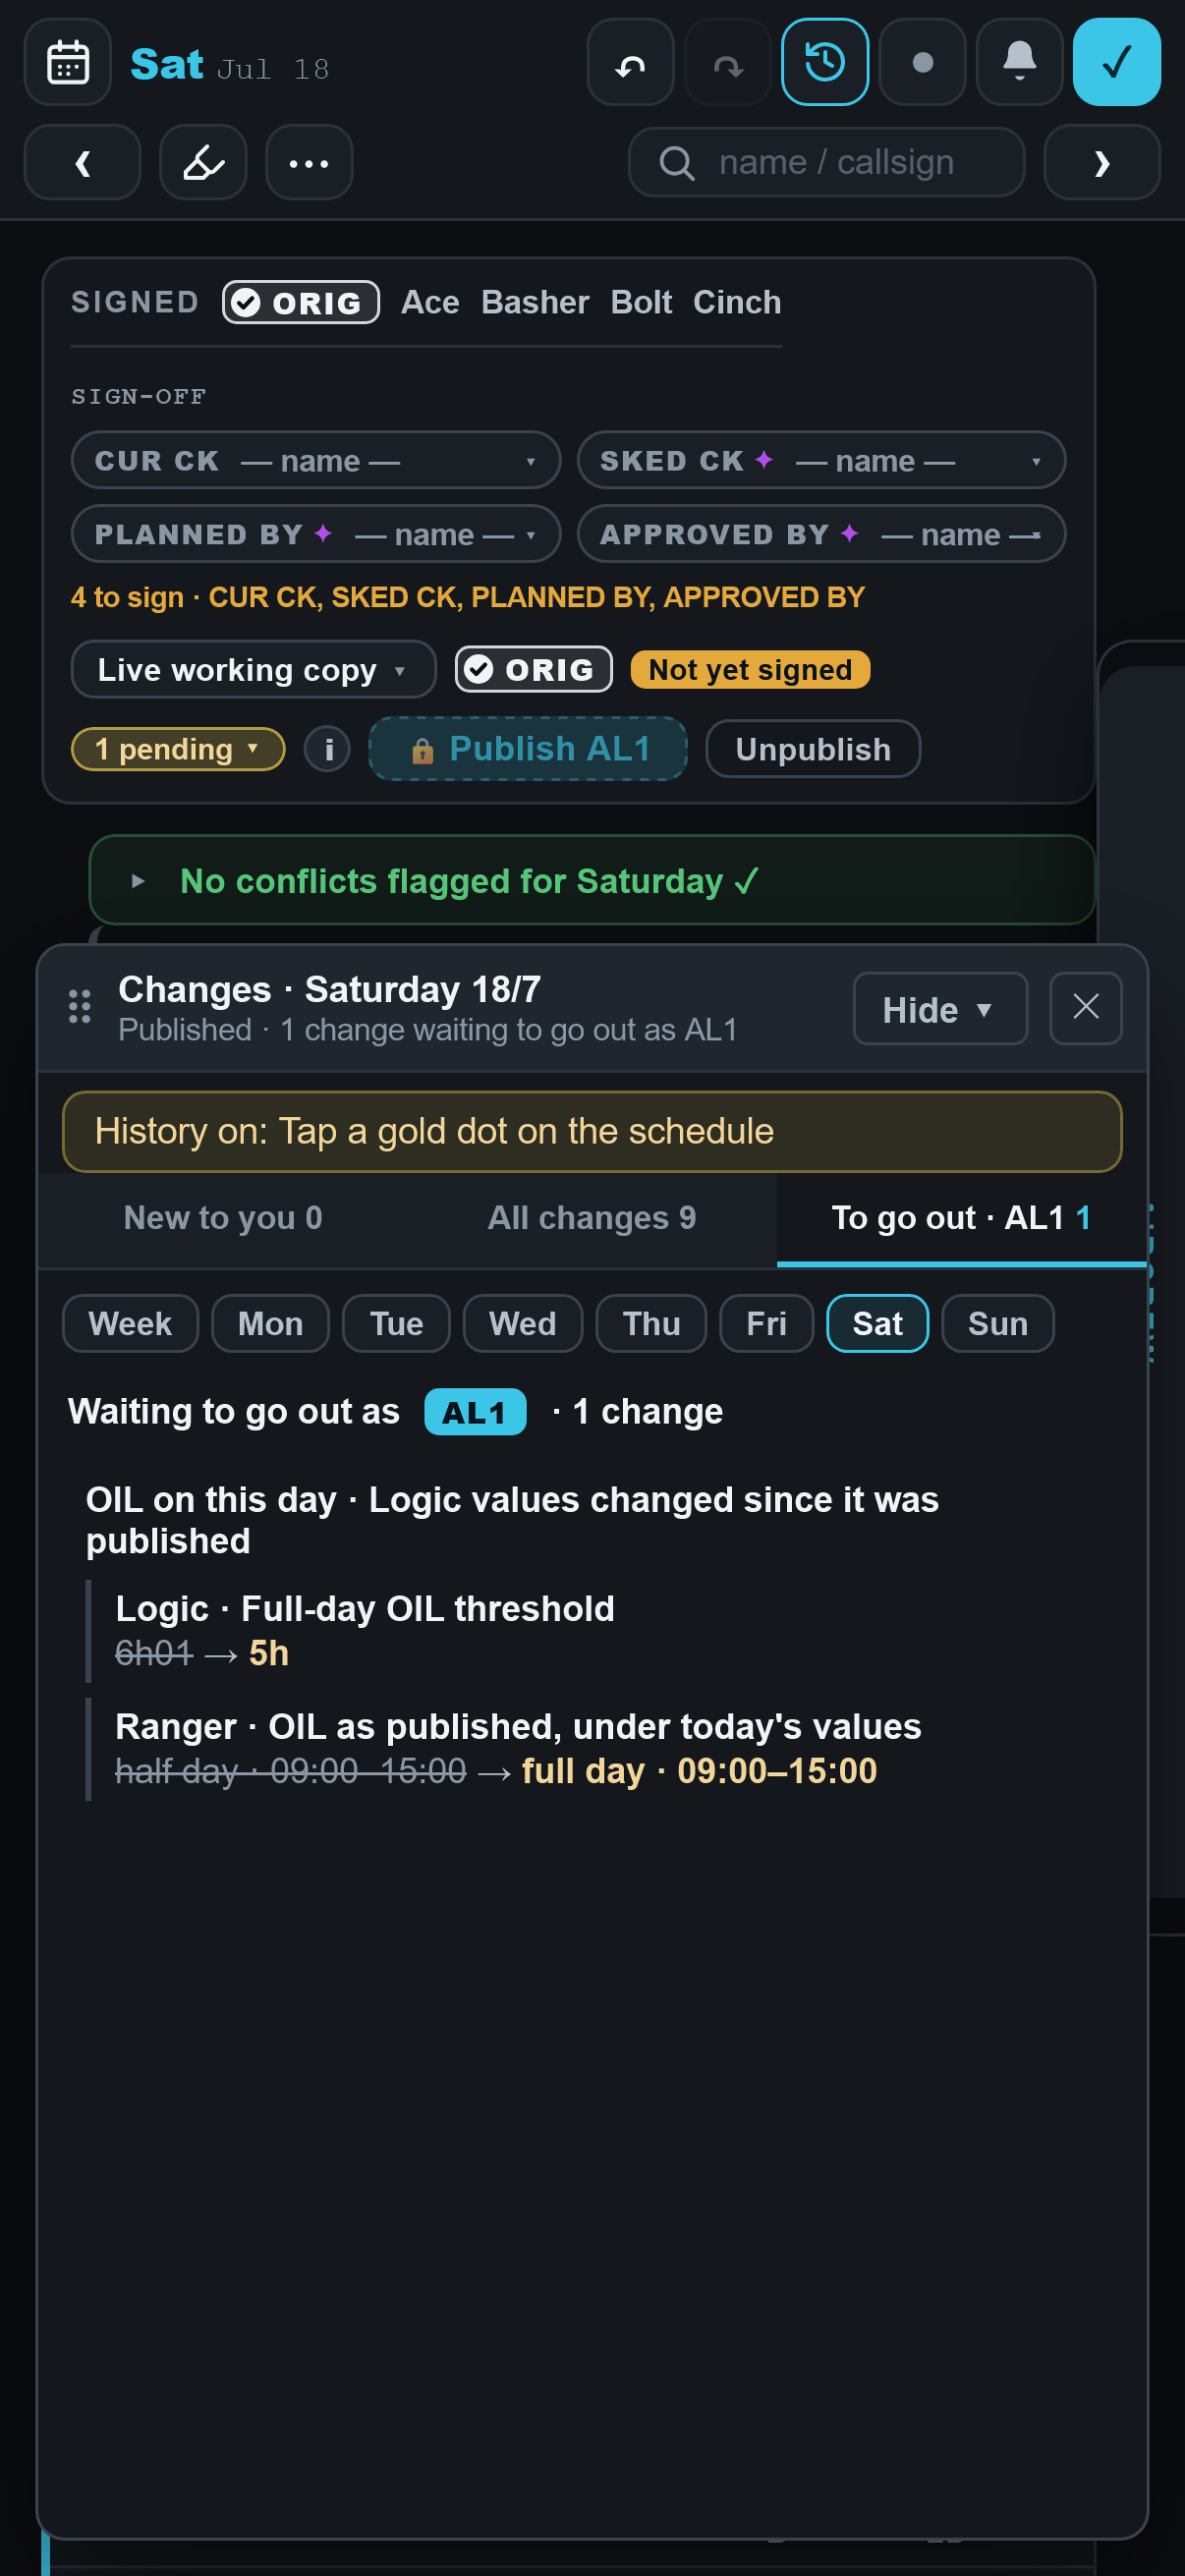 Sat Jul 18
name / callsign
SIGNED ORIG Ace Basher Bolt Cinch
SIGN-OFF
CUR CK — name —
SKED CK — name —
PLANNED BY — name —
APPROVED BY — name —
4 to sign · CUR CK, SKED CK, PLANNED BY, APPROVED BY
Live working copy ORIG Not yet signed
1 pending i Publish AL1 Unpublish
No conflicts flagged for Saturday ✓
Changes · Saturday 18/7
Published · 1 change waiting to go out as AL1
Hide
History on: Tap a gold dot on the schedule
New to you 0 All changes 9 To go out · AL1 1
Week Mon Tue Wed Thu Fri Sat Sun
Waiting to go out as AL1 · 1 change
OIL on this day · Logic values changed since it was
published
Logic · Full-day OIL threshold
6h01 → 5h
Ranger · OIL as published, under today's values
half day · 09:00–15:00 → full day · 09:00–15:00